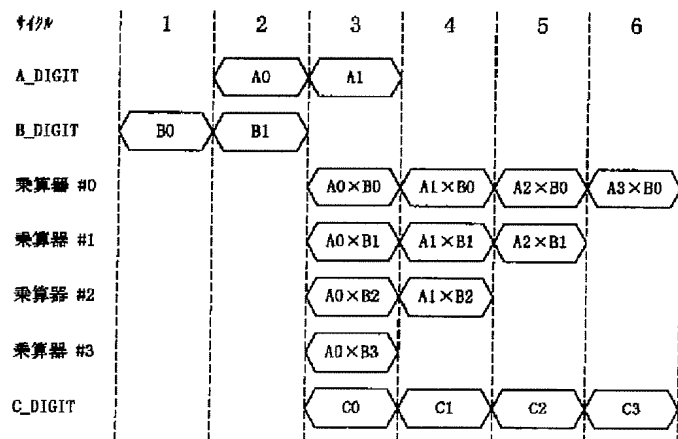 サイクル 1 2 3 4 5 6
A_DIGIT A0 A1
B_DIGIT B0 B1
乗算器 #0 A0×B0 A1×B0 A2×B0 A3×B0
乗算器 #1 A0×B1 A1×B1 A2×B1
乗算器 #2 A0×B2 A1×B2
乗算器 #3 A0×B3
C_DIGIT C0 C1 C2 C3